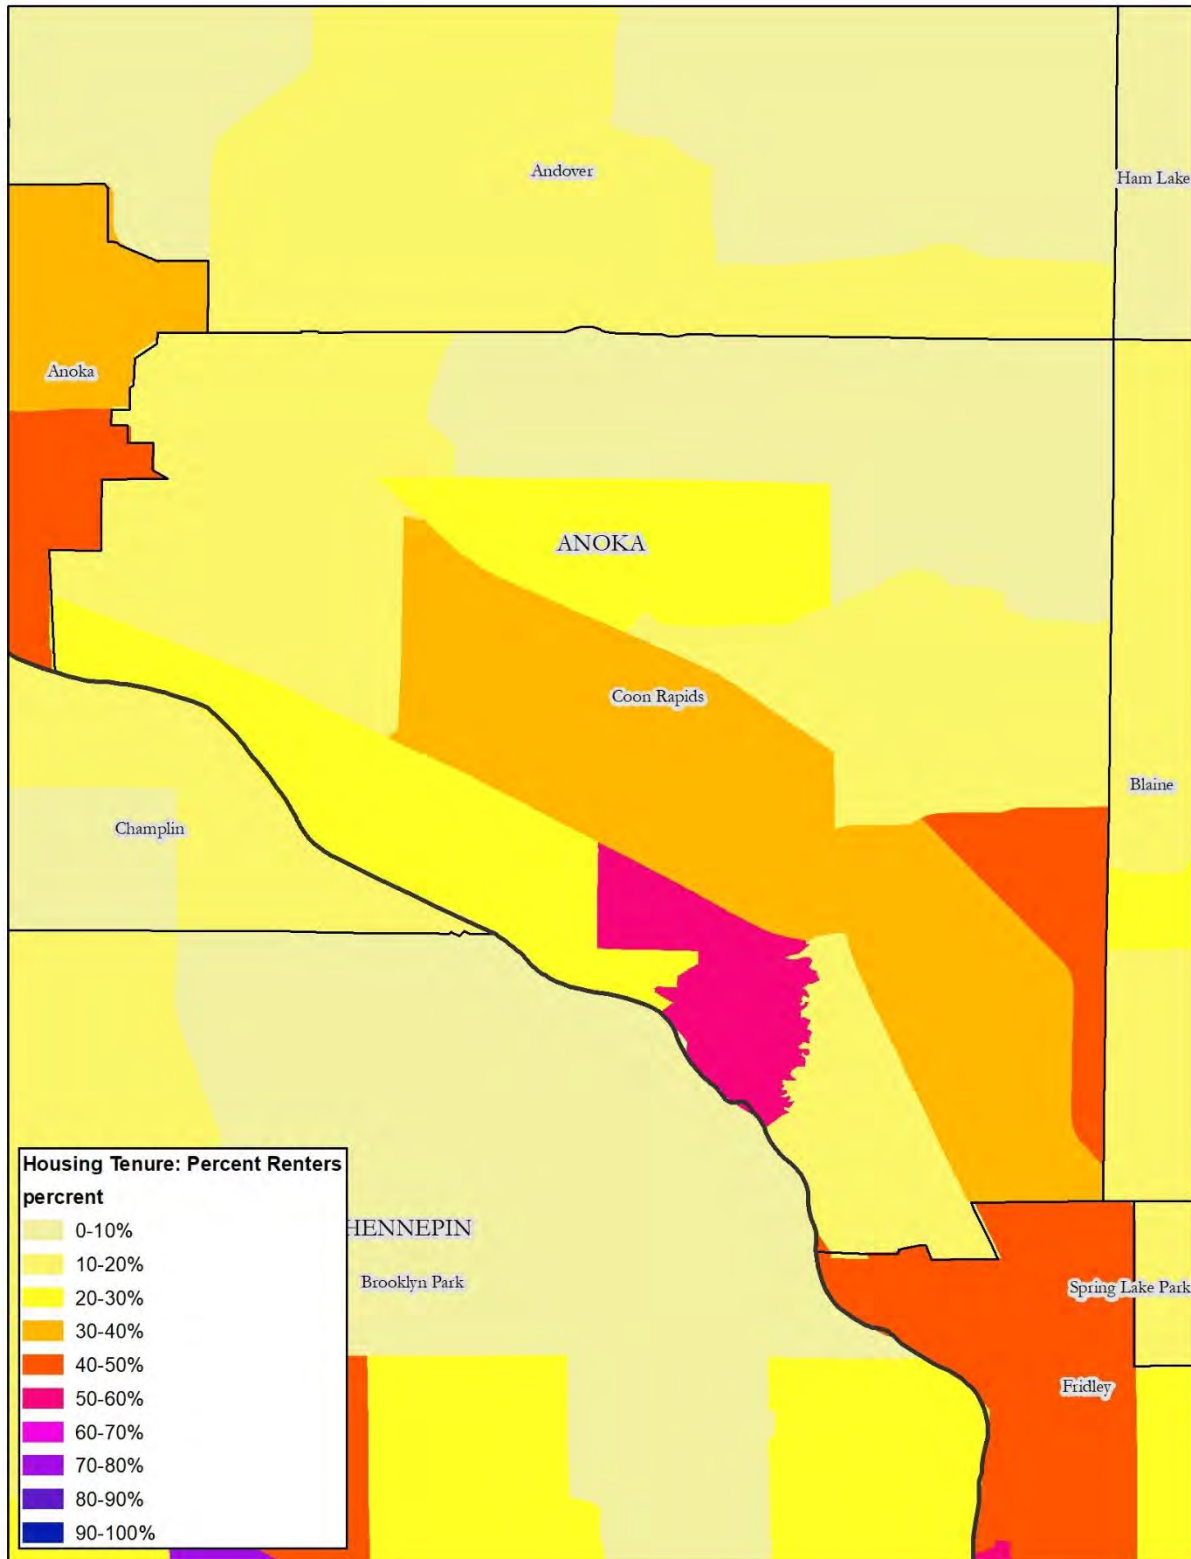 Andover
Ham Lake
Anoka
ANOKA
Coon Rapids
Blaine
Champlin
HENNEPIN
Brooklyn Park
Spring Lake Park
Fridley
Housing Tenure: Percent Renters
percrent
0-10%
10-20%
20-30%
30-40%
40-50%
50-60%
60-70%
70-80%
80-90%
90-100%